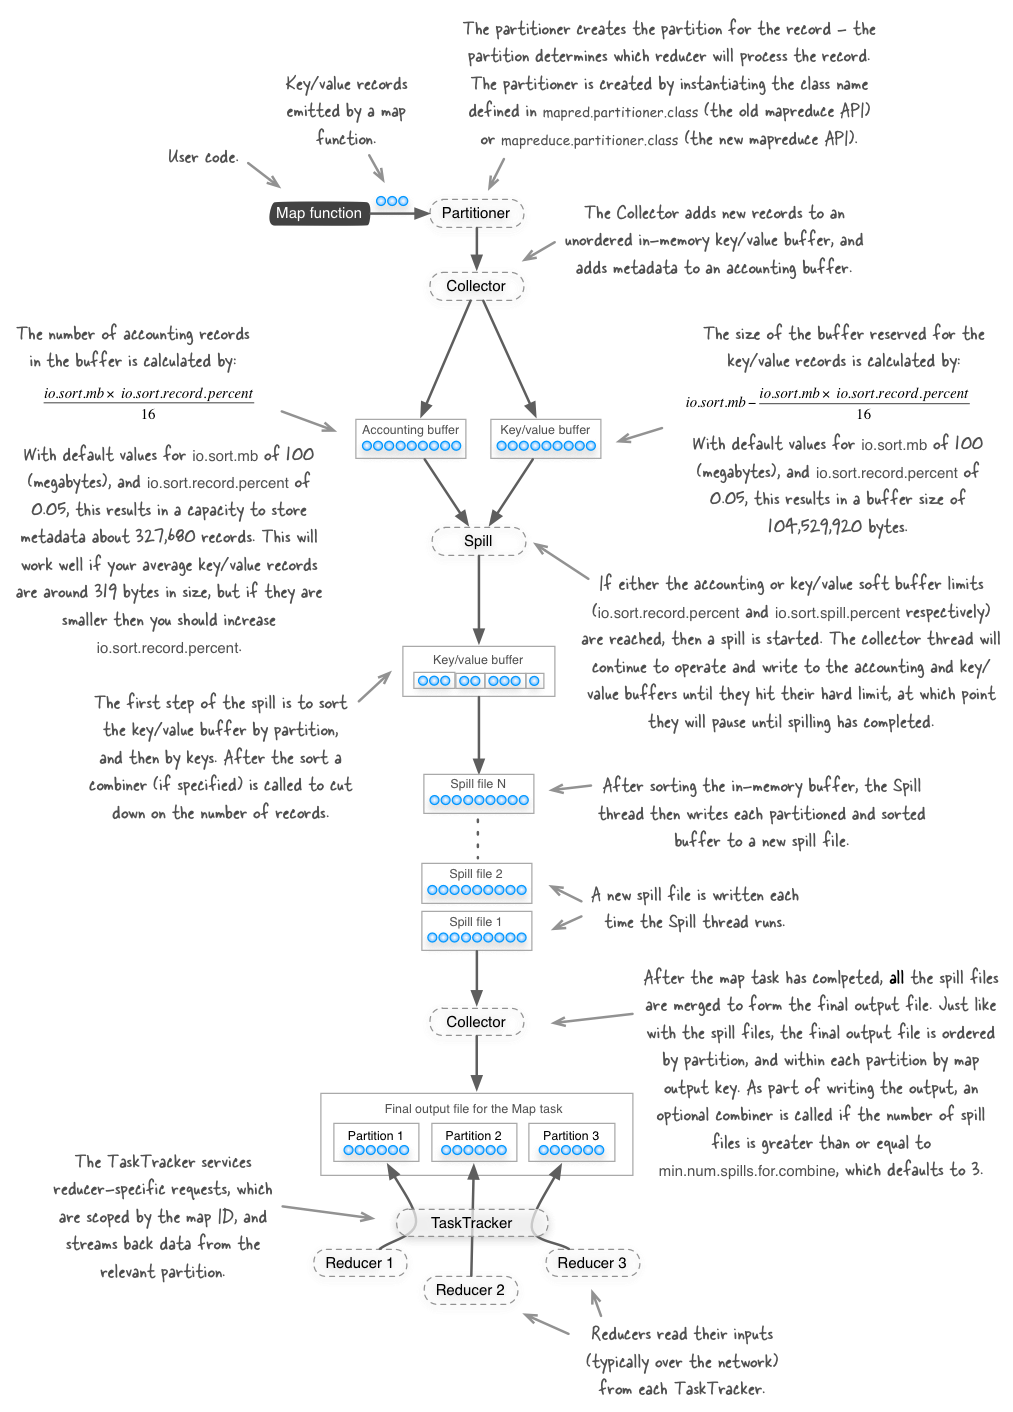 The partitioner creates the partition for the record – the
partition determines which reducer will process the record.
The partitioner is created by instantiating the class name
defined in mapred.partitioner.class (the old mapreduce API)
or mapreduce.partitioner.class (the new mapreduce API).
Key/value records
emitted by a map
function.
User code.
Map function
Partitioner
The Collector adds new records to an
unordered in-memory key/value buffer, and
adds metadata to an accounting buffer.
Collector
The number of accounting records
in the buffer is calculated by:
io.sort.mb × io.sort.record.percent
16
With default values for io.sort.mb of 100
(megabytes), and io.sort.record.percent of
0.05, this results in a capacity to store
metadata about 327,680 records. This will
work well if your average key/value records
are around 319 bytes in size, but if they are
smaller then you should increase
io.sort.record.percent.
The size of the buffer reserved for the
key/value records is calculated by:
io.sort.mb – io.sort.mb × io.sort.record.percent
16
With default values for io.sort.mb of 100
(megabytes), and io.sort.record.percent of
0.05, this results in a buffer size of
104,529,920 bytes.
Accounting buffer
Key/value buffer
Spill
If either the accounting or key/value soft buffer limits
(io.sort.record.percent and io.sort.spill.percent respectively)
are reached, then a spill is started. The collector thread will
continue to operate and write to the accounting and key/
value buffers until they hit their hard limit, at which point
they will pause until spilling has completed.
Key/value buffer
The first step of the spill is to sort
the key/value buffer by partition,
and then by keys. After the sort a
combiner (if specified) is called to cut
down on the number of records.
Spill file N
After sorting the in-memory buffer, the Spill
thread then writes each partitioned and sorted
buffer to a new spill file.
Spill file 2
A new spill file is written each
time the Spill thread runs.
Spill file 1
After the map task has comlpeted, all the spill files
are merged to form the final output file. Just like
with the spill files, the final output file is ordered
by partition, and within each partition by map
output key. As part of writing the output, an
optional combiner is called if the number of spill
files is greater than or equal to
min.num.spills.for.combine, which defaults to 3.
Collector
Final output file for the Map task
Partition 1
Partition 2
Partition 3
The TaskTracker services
reducer-specific requests, which
are scoped by the map ID, and
streams back data from the
relevant partition.
TaskTracker
Reducer 1
Reducer 2
Reducer 3
Reducers read their inputs
(typically over the network)
from each TaskTracker.